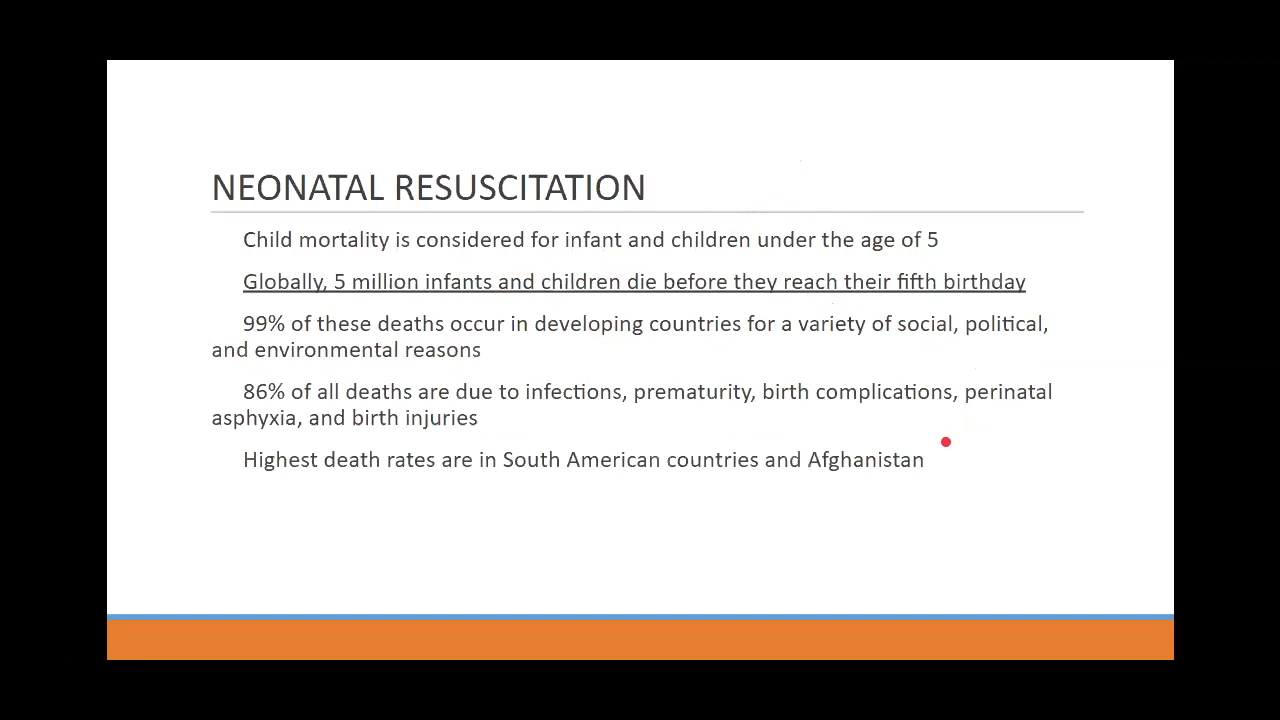 NEONATAL RESUSCITATION
Child mortality is considered for infant and children under the age of 5
Globally, 5 million infants and children die before they reach their fifth birthday
99% of these deaths occur in developing countries for a variety of social, political,
and environmental reasons
86% of all deaths are due to infections, prematurity, birth complications, perinatal
asphyxia, and birth injuries
Highest death rates are in South American countries and Afghanistan